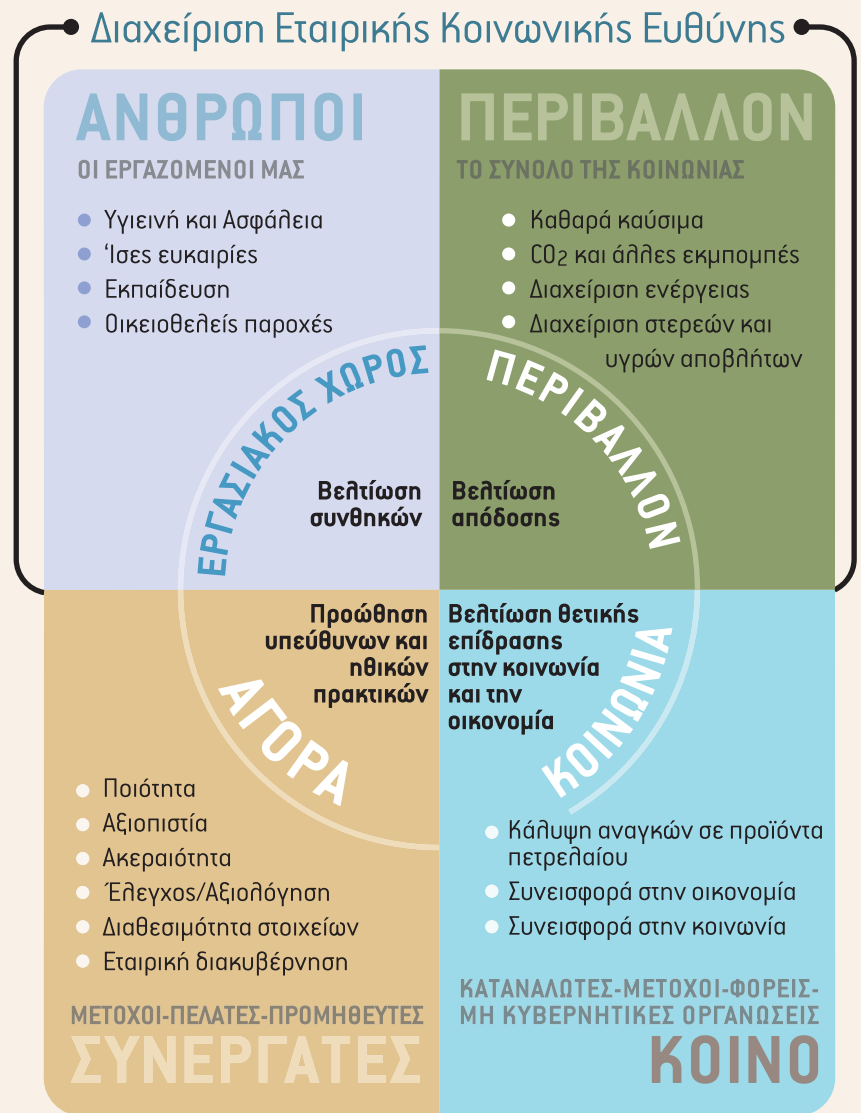 Διαχείριση Εταιρικής Κοινωνικής Ευθύνης
ΑΝΘΡΩΠΟΙ
ΟΙ ΕΡΓΑΖΟΜΕΝΟΙ ΜΑΣ
Υγιεινή και Ασφάλεια
‘Ισες ευκαιρίες
Εκπαίδευση
Οικειοθελείς παροχές
ΕΡΓΑΣΙΑΚΟΣ ΧΩΡΟΣ
Βελτίωση
συνθηκών
ΠΕΡΙΒΑΛΛΟΝ
ΤΟ ΣΥΝΟΛΟ ΤΗΣ ΚΟΙΝΩΝΙΑΣ
Καθαρά καύσιμα
CO2 και άλλες εκμπομπές
Διαχείριση ενέργειας
Διαχείριση στερεών και
υγρών αποβλήτων
ΠΕΡΙΒΑΛΛΟΝ
Βελτίωση
απόδοσης
Προώθηση
υπεύθυνων και
ηθικών
πρακτικών
ΑΓΟΡΑ
Ποιότητα
Αξιοπιστία
Ακεραιότητα
Έλεγχος/Αξιολόγηση
Διαθεσιμότητα στοιχείων
Εταιρική διακυβέρνηση
ΜΕΤΟΧΟΙ-ΠΕΛΑΤΕΣ-ΠΡΟΜΗΘΕΥΤΕΣ
ΣΥΝΕΡΓΑΤΕΣ
Βελτίωση θετικής
επίδρασης
στην κοινωνία
και την
οικονομία
ΚΟΙΝΩΝΙΑ
Κάλυψη αναγκών σε προϊόντα
πετρελαίου
Συνεισφορά στην οικονομία
Συνεισφορά στην κοινωνία
ΚΑΤΑΝΑΛΩΤΕΣ-ΜΕΤΟΧΟΙ-ΦΟΡΕΙΣ-
ΜΗ ΚΥΒΕΡΝΗΤΙΚΕΣ ΟΡΓΑΝΩΣΕΙΣ
ΚΟΙΝΟ